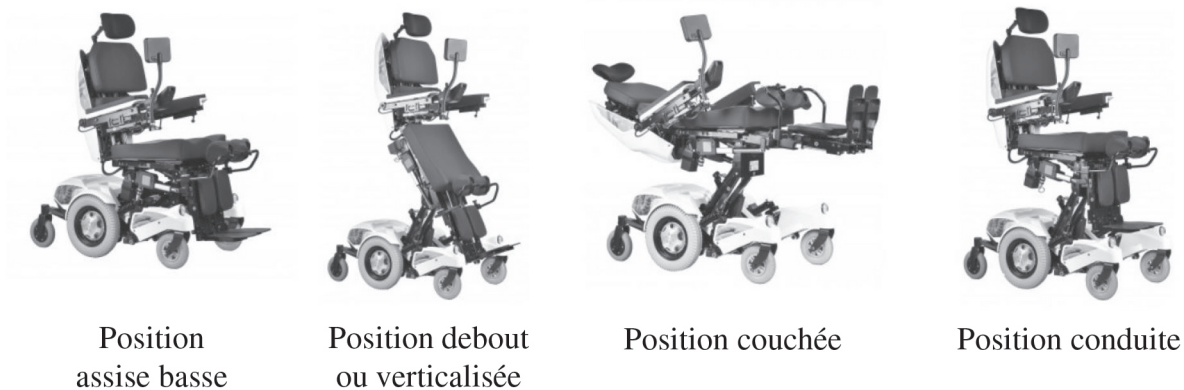 Position
assise basse
Position debout
ou verticalisée
Position couchée
Position conduite